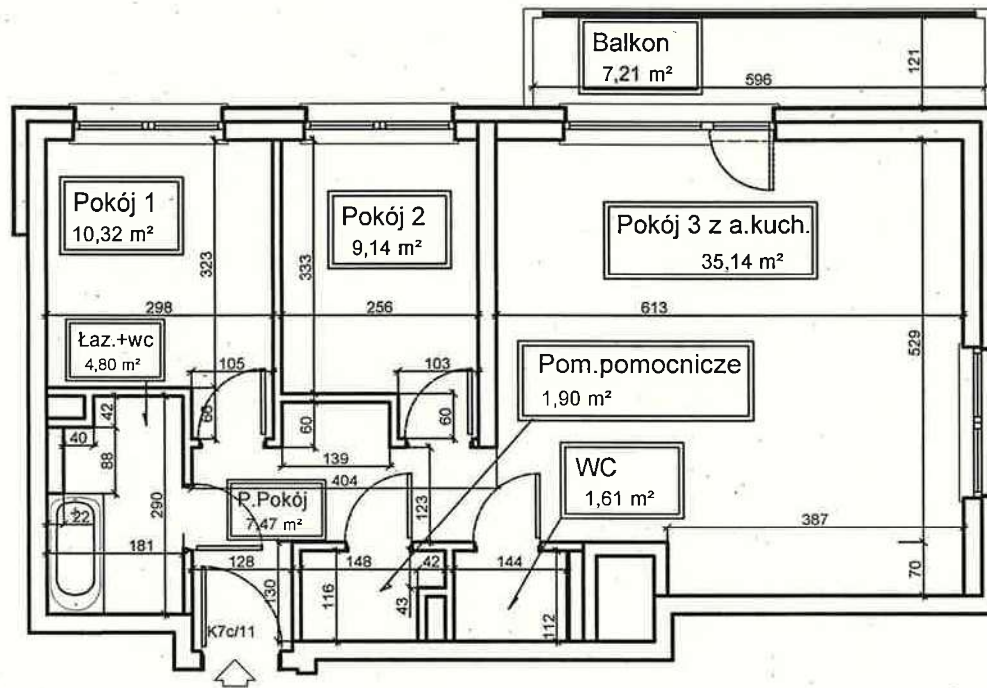 Balkon
7,21 m²
596
121
Pokój 1
10,32 m²
Pokój 2
9,14 m²
Pokój 3 z a.kuch.
35,14 m²
323
333
298
256
613
529
Łaz.+wc
4,80 m²
105
103
Pom.pomocnicze
1,90 m²
42
40
88
66
60
60
139
404
123
WC
1,61 m²
P.Pokój
7,47 m²
290
22
181
128
148
42
144
387
70
130
116
43
112
K7c/11